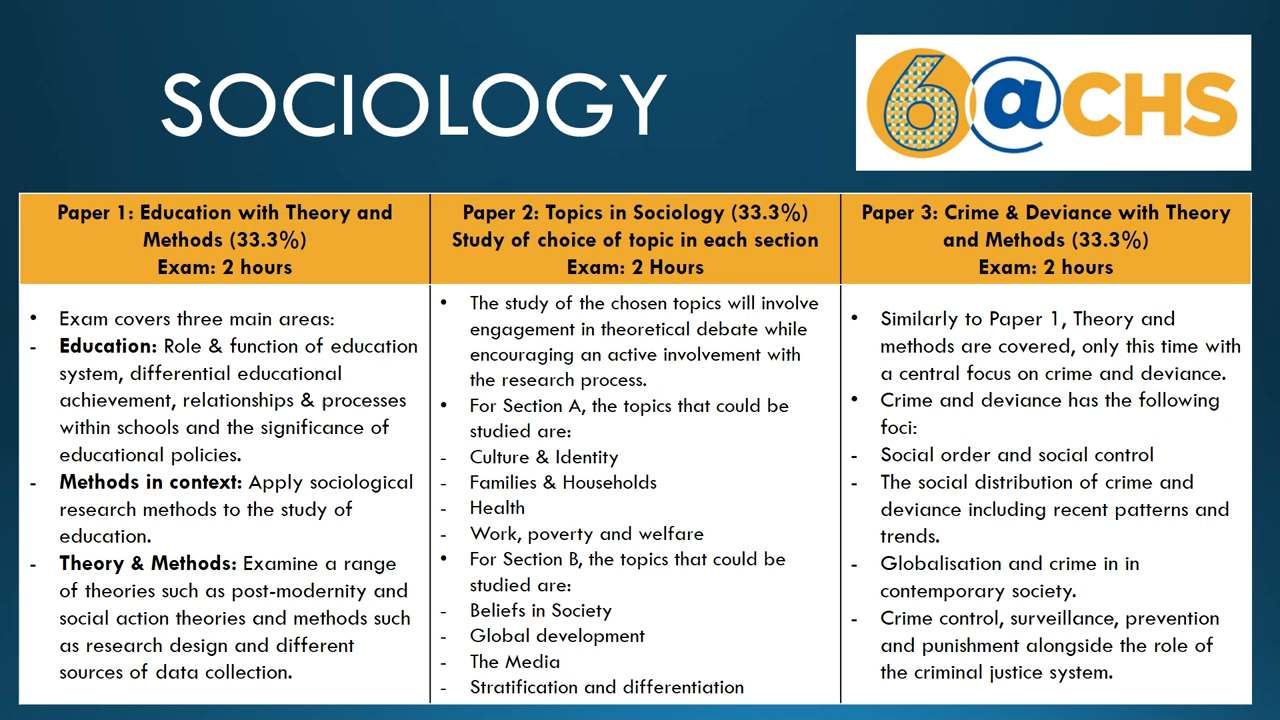 SOCIOLOGY
6@CHS
Paper 1: Education with Theory and
Methods (33.3%)
Exam: 2 hours
Paper 2: Topics in Sociology (33.3%)
Study of choice of topic in each section
Exam: 2 Hours
Paper 3: Crime & Deviance with Theory
and Methods (33.3%)
Exam: 2 hours
• Exam covers three main areas:
- Education: Role & function of education
system, differential educational
achievement, relationships & processes
within schools and the significance of
educational policies.
- Methods in context: Apply sociological
research methods to the study of
education.
- Theory & Methods: Examine a range
of theories such as post-modernity and
social action theories and methods such
as research design and different
sources of data collection.
• The study of the chosen topics will involve
engagement in theoretical debate while
encouraging an active involvement with
the research process.
• For Section A, the topics that could be
studied are:
- Culture & Identity
- Families & Households
- Health
- Work, poverty and welfare
• For Section B, the topics that could be
studied are:
- Beliefs in Society
- Global development
- The Media
- Stratification and differentiation
• Similarly to Paper 1, Theory and
methods are covered, only this time with
a central focus on crime and deviance.
• Crime and deviance has the following
foci:
- Social order and social control
- The social distribution of crime and
deviance including recent patterns and
trends.
- Globalisation and crime in in
contemporary society.
- Crime control, surveillance, prevention
and punishment alongside the role of
the criminal justice system.